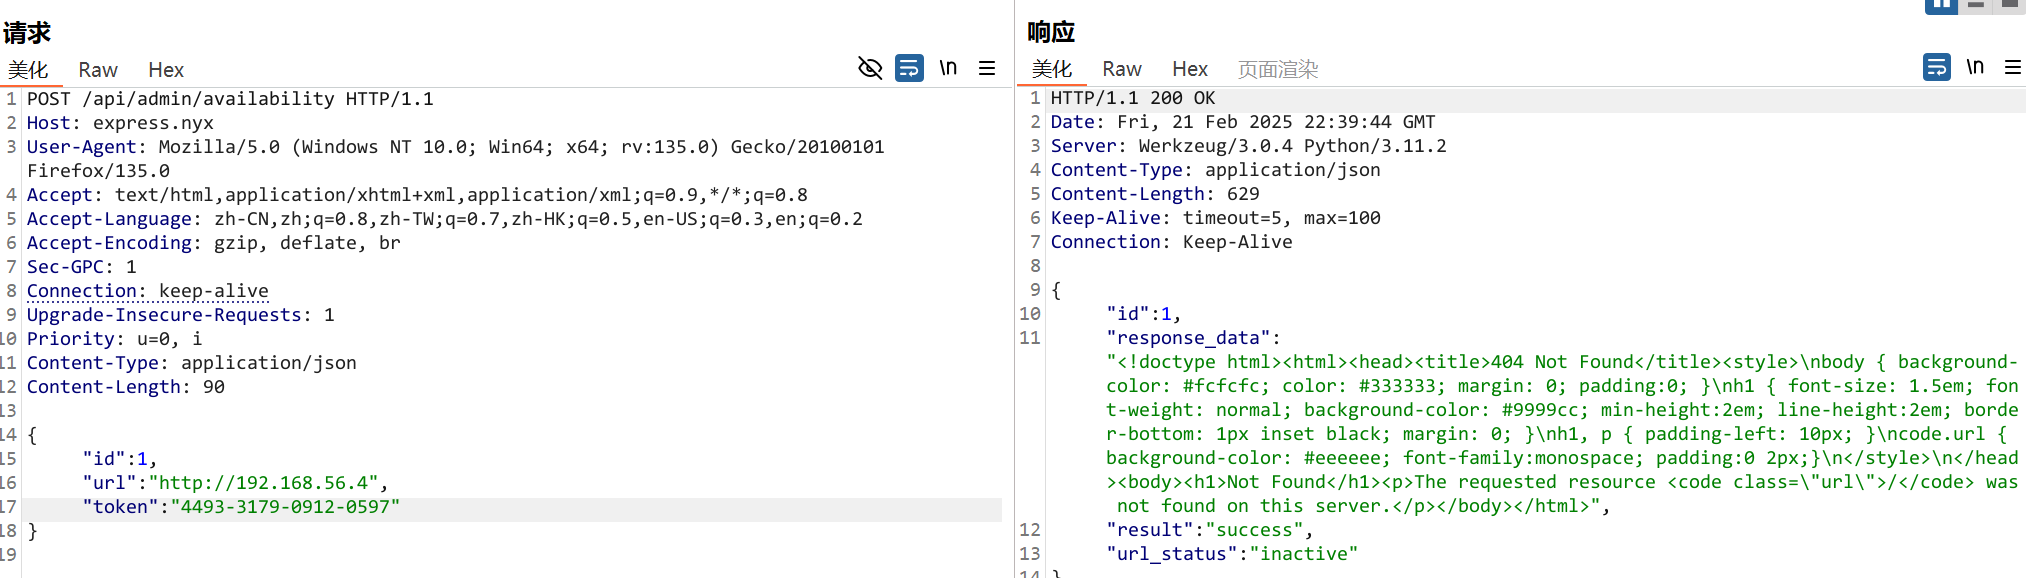 请求
美化 Raw Hex
\n
1 POST /api/admin/availability HTTP/1.1
2 Host: express.nyx
3 User-Agent: Mozilla/5.0 (Windows NT 10.0; Win64; x64; rv:135.0) Gecko/20100101
Firefox/135.0
4 Accept: text/html,application/xhtml+xml,application/xml;q=0.9,*/*;q=0.8
5 Accept-Language: zh-CN,zh;q=0.8,zh-TW;q=0.7,zh-HK;q=0.5,en-US;q=0.3,en;q=0.2
6 Accept-Encoding: gzip, deflate, br
7 Sec-GPC: 1
8 Connection: keep-alive
9 Upgrade-Insecure-Requests: 1
10 Priority: u=0, i
11 Content-Type: application/json
12 Content-Length: 90
13
14 {
15 "id":1,
16 "url":"http://192.168.56.4",
17 "token":"4493-3179-0912-0597"
18 }
19
响应
美化 Raw Hex 页面渲染
\n
1 HTTP/1.1 200 OK
2 Date: Fri, 21 Feb 2025 22:39:44 GMT
3 Server: Werkzeug/3.0.4 Python/3.11.2
4 Content-Type: application/json
5 Content-Length: 629
6 Keep-Alive: timeout=5, max=100
7 Connection: Keep-Alive
8
9 {
10 "id":1,
11 "response_data":
"<!doctype html><html><head><title>404 Not Found</title><style>\nbody { background-
color: #fcfcfc; color: #333333; margin: 0; padding:0; }\nh1 { font-size: 1.5em; fon
t-weight: normal; background-color: #9999cc; min-height:2em; line-height:2em; borde
r-bottom: 1px inset black; margin: 0; }\nh1, p { padding-left: 10px; }\ncode.url {
background-color: #eeeeee; font-family:monospace; padding:0 2px;}\n</style>\n</head
><body><h1>Not Found</h1><p>The requested resource <code class=\"url\">/</code> was
not found on this server.</p></body></html>",
12 "result":"success",
13 "url_status":"inactive"
14 }